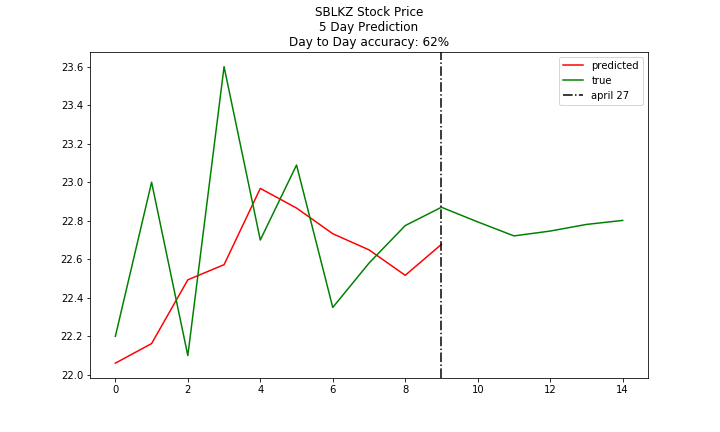 SBLKZ Stock Price
5 Day Prediction
Day to Day accuracy: 62%
predicted
true
april 27
23.6
23.4
23.2
23.0
22.8
22.6
22.4
22.2
22.0
0 2 4 6 8 10 12 14